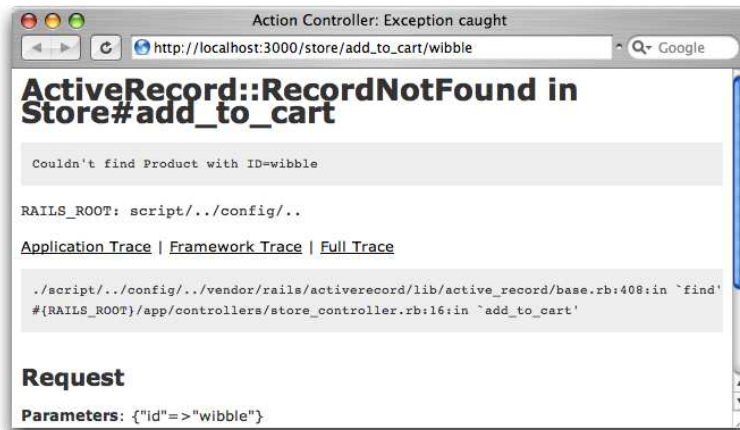 Action Controller: Exception caught
http://localhost:3000/store/add_to_cart/wibble
Google
ActiveRecord::RecordNotFound in
Store#add_to_cart
Couldn't find Product with ID=wibble
RAILS_ROOT: script/../config/..
Application Trace | Framework Trace | Full Trace
./script/../config/../vendor/rails/activerecord/lib/active_record/base.rb:408:in `find'
#{RAILS_ROOT}/app/controllers/store_controller.rb:16:in `add_to_cart'
Request
Parameters: {"id"=>"wibble"}